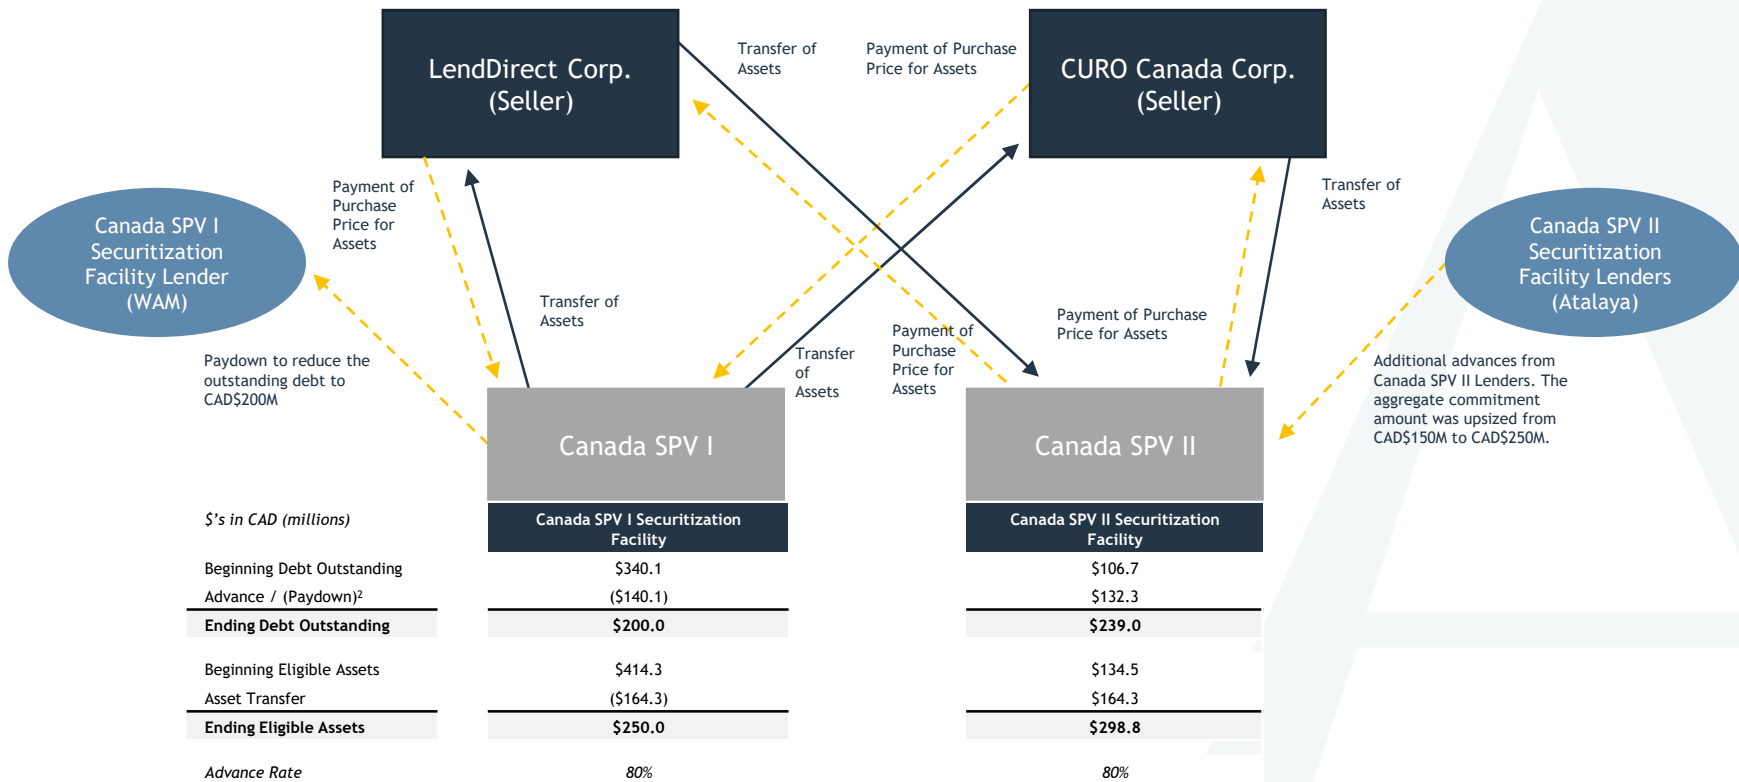 LendDirect Corp.
(Seller)
Transfer of
Assets
Payment of Purchase
Price for Assets
CURO Canada Corp.
(Seller)
Payment of
Purchase
Price for
Assets
Transfer of
Assets
Canada SPV I
Securitization
Facility Lender
(WAM)
Canada SPV II
Securitization
Facility Lenders
(Atalaya)
Transfer of
Assets
Payment of Purchase
Price for Assets
Payment of
Purchase
Price for
Assets
Transfer
of
Assets
Paydown to reduce the
outstanding debt to
CAD$200M
Additional advances from
Canada SPV II Lenders. The
aggregate commitment
amount was upsized from
CAD$150M to CAD$250M.
Canada SPV I
Canada SPV II
$'s in CAD (millions)
Canada SPV I Securitization
Facility
Canada SPV II Securitization
Facility
Beginning Debt Outstanding $340.1 $106.7
Advance / (Paydown)² ($140.1) $132.3
Ending Debt Outstanding $200.0 $239.0
Beginning Eligible Assets $414.3 $134.5
Asset Transfer ($164.3) $164.3
Ending Eligible Assets $250.0 $298.8
Advance Rate 80% 80%